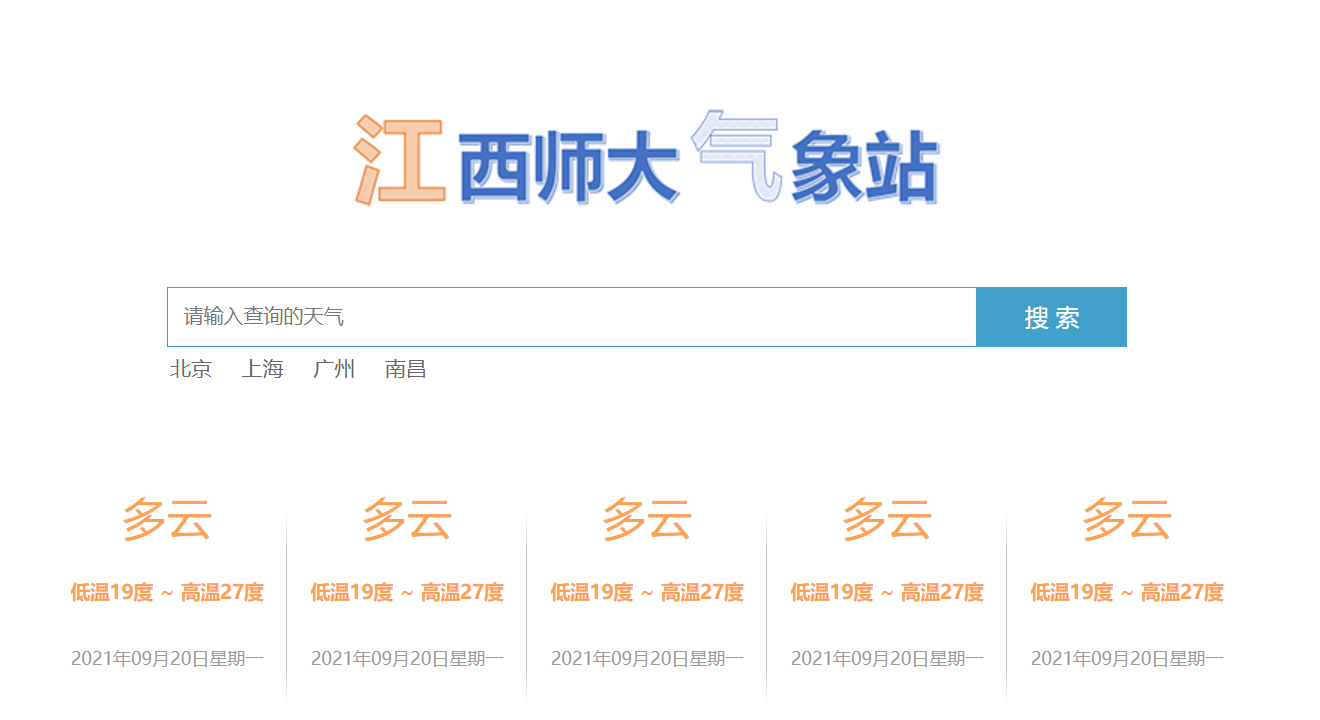 江西师大气象站
请输入查询的天气 搜 索
北京 上海 广州 南昌
多云 多云 多云 多云 多云
低温19度 ~ 高温27度 低温19度 ~ 高温27度 低温19度 ~ 高温27度 低温19度 ~ 高温27度 低温19度 ~ 高温27度
2021年09月20日星期一 2021年09月20日星期一 2021年09月20日星期一 2021年09月20日星期一 2021年09月20日星期一